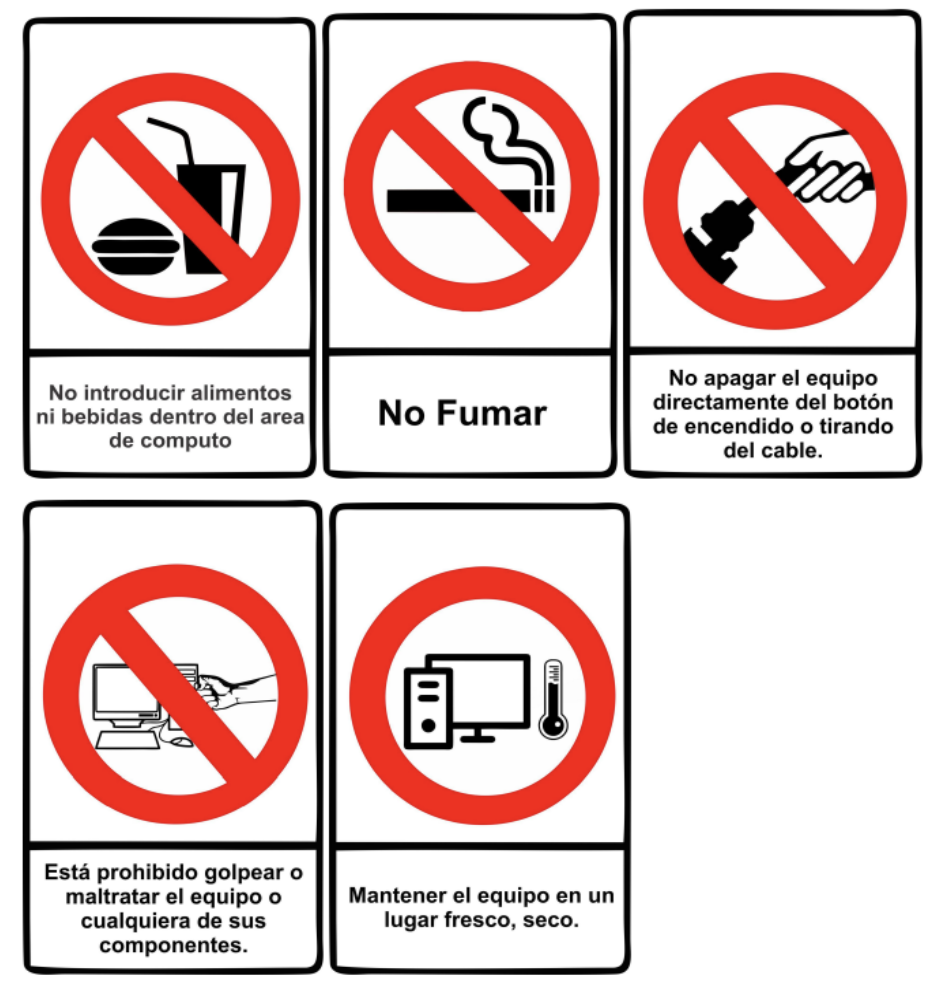 No introducir alimentos
ni bebidas dentro del area
de computo
No Fumar
No apagar el equipo
directamente del botón
de encendido o tirando
del cable.
Está prohibido golpear o
maltratar el equipo o
cualquiera de sus
componentes.
Mantener el equipo en un
lugar fresco, seco.